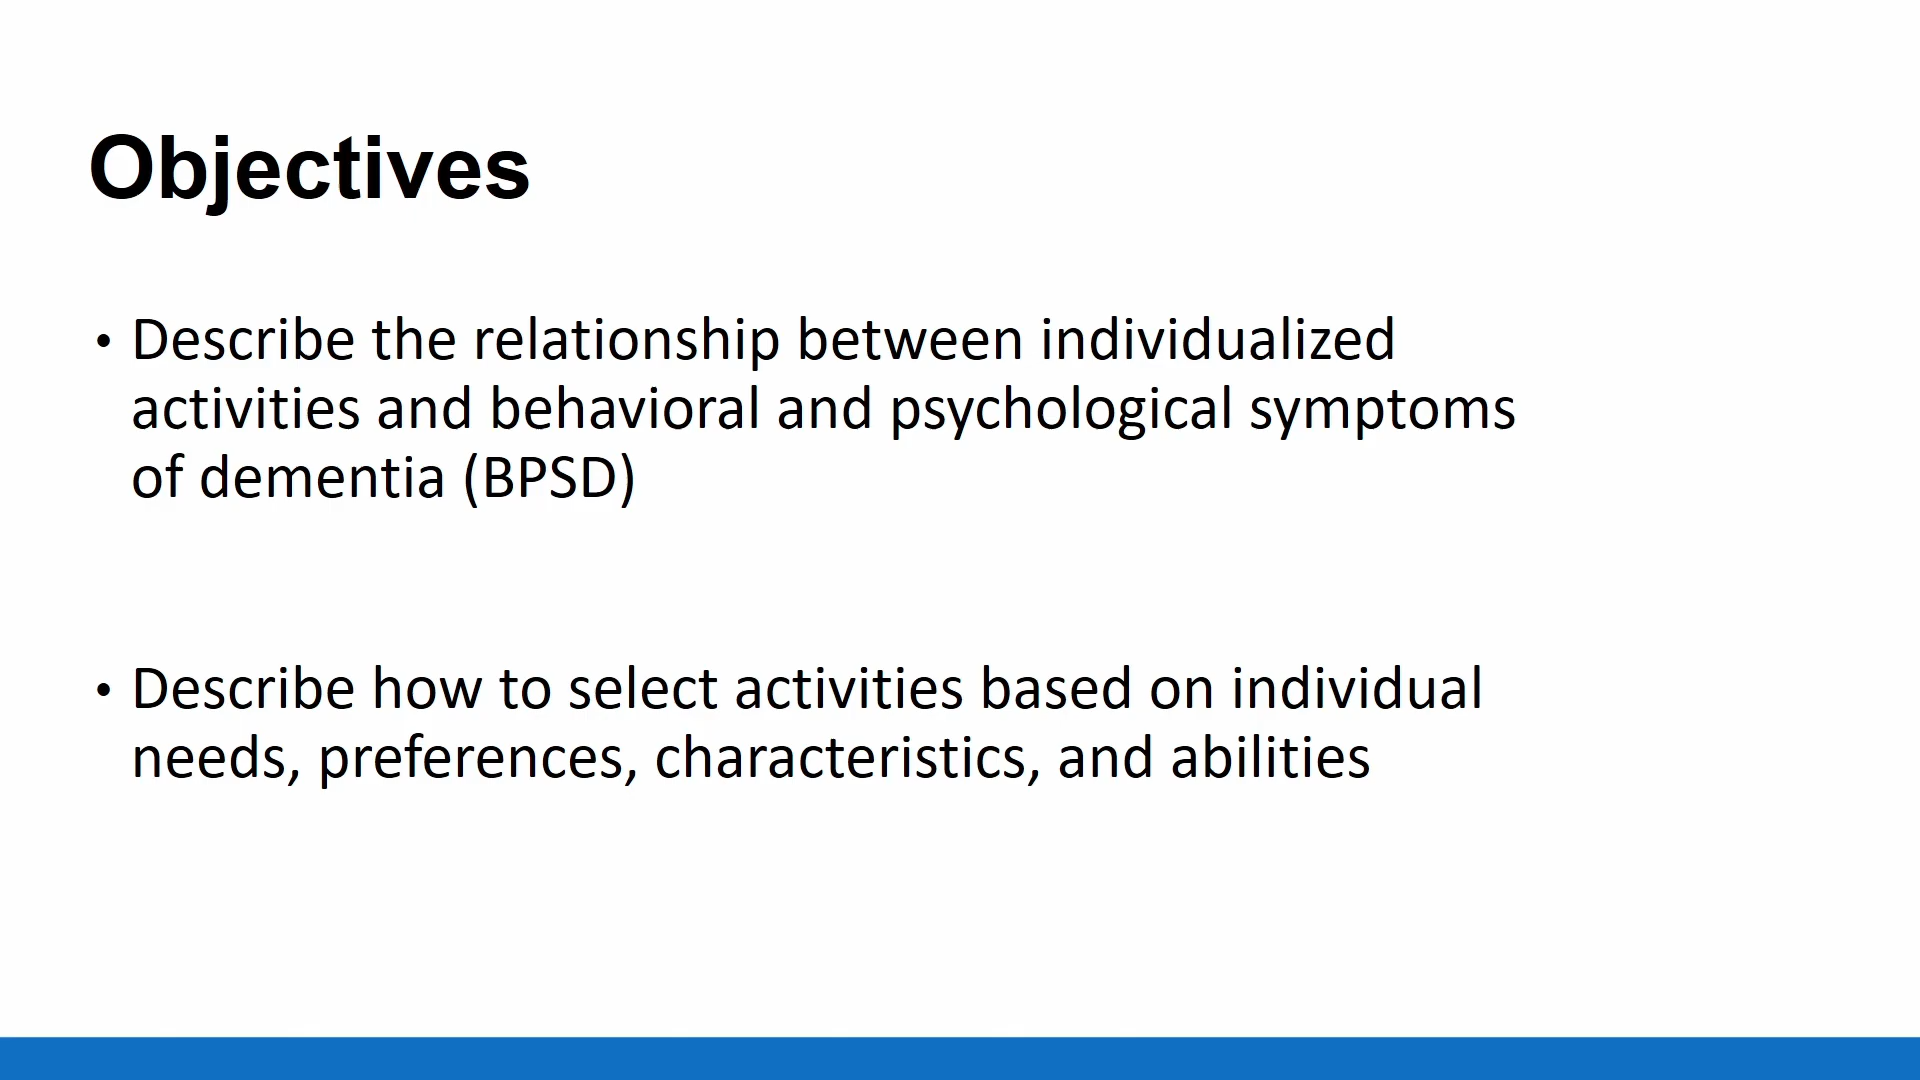 Objectives
• Describe the relationship between individualized
activities and behavioral and psychological symptoms
of dementia (BPSD)
• Describe how to select activities based on individual
needs, preferences, characteristics, and abilities